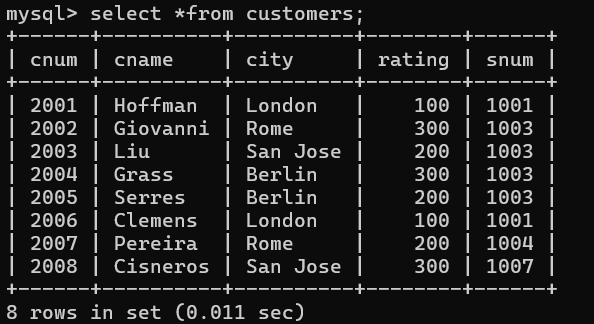 mysql> select *from customers;
+------+----------+----------+--------+------+
| cnum | cname    | city     | rating | snum |
+------+----------+----------+--------+------+
| 2001 | Hoffman  | London   |    100 | 1001 |
| 2002 | Giovanni | Rome     |    300 | 1003 |
| 2003 | Liu      | San Jose |    200 | 1003 |
| 2004 | Grass    | Berlin   |    300 | 1003 |
| 2005 | Serres   | Berlin   |    200 | 1003 |
| 2006 | Clemens  | London   |    100 | 1001 |
| 2007 | Pereira  | Rome     |    200 | 1004 |
| 2008 | Cisneros | San Jose |    300 | 1007 |
+------+----------+----------+--------+------+
8 rows in set (0.011 sec)